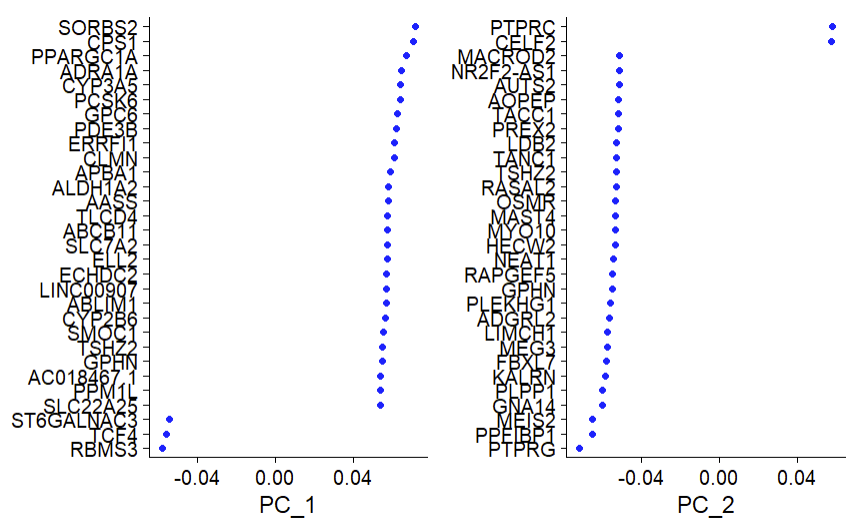 SORBS2
CPS1
PPARGC1A
ADRA1A
CYP3A5
PCSK6
GPC6
PDE3B
ERRFI1
CLMN
APBA1
ALDH1A2
AASS
TLCD4
ABCB11
SLC7A2
ELL2
ECHDC2
LINC00907
ABLIM1
CYP2B6
SMOC1
TSHZ2
GPHN
AC018467.1
PPM1L
SLC22A25
ST6GALNAC3
TCF4
RBMS3
-0.04 0.00 0.04
PC_1
PTPRC
CELF2
MACROD2
NR2F2-AS1
AUTS2
AOPEP
TACC1
PREX2
LDB2
TANC1
TSHZ2
RASAL2
OSMR
MAST4
MYO10
HECW2
NEAT1
RAPGEF5
GPHN
PLEKHG1
ADGRL2
LIMCH1
MEG3
FBXL7
KALRN
PLPP1
GNA14
MEIS2
PPFIBP1
PTPRG
-0.04 0.00 0.04
PC_2